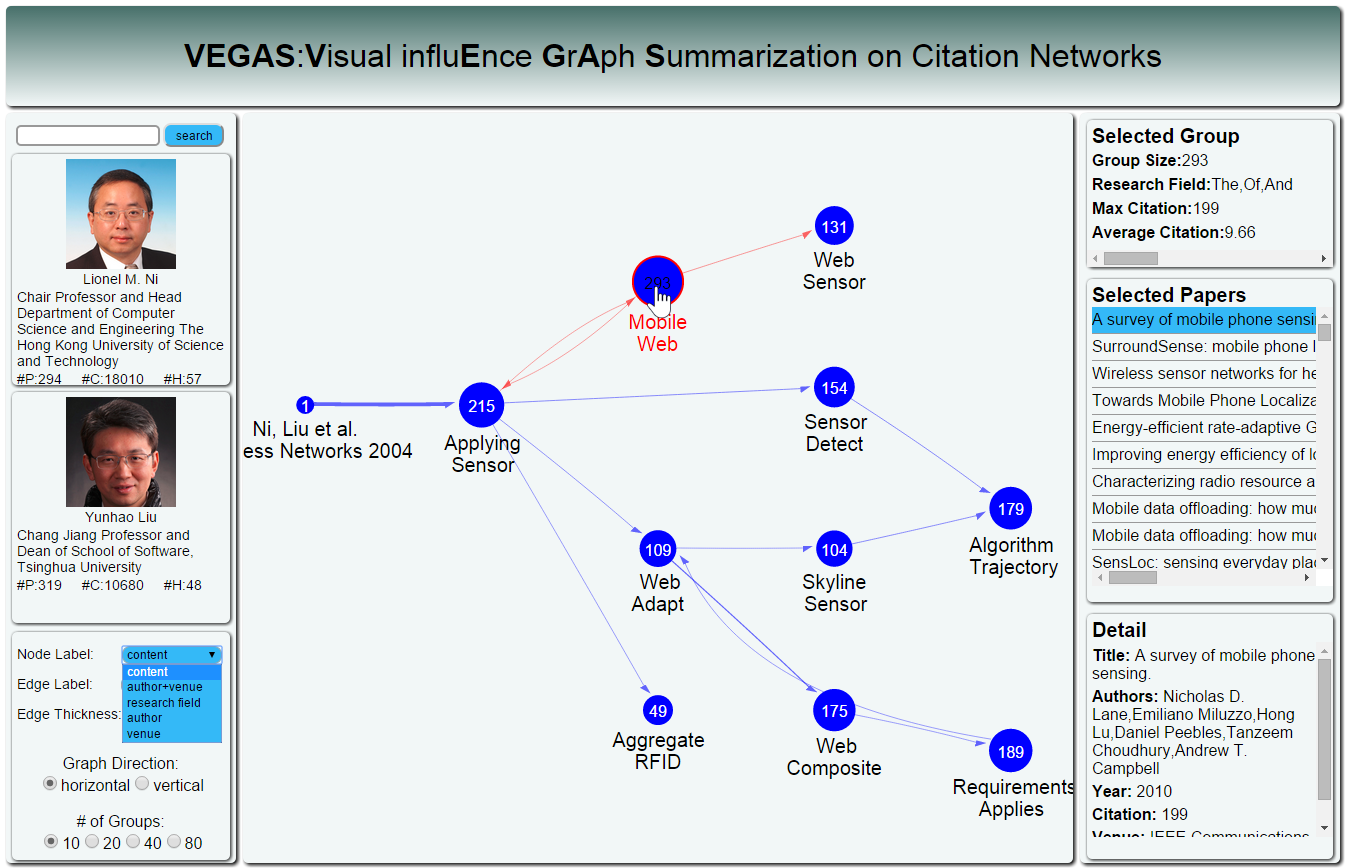 VEGAS:Visual influEnce GrAph Summarization on Citation Networks
search
Lionel M. Ni
Chair Professor and Head
Department of Computer
Science and Engineering The
Hong Kong University of Science
and Technology
#P:294 #C:18010 #H:57
Yunhao Liu
Chang Jiang Professor and
Dean of School of Software,
Tsinghua University
#P:319 #C:10680 #H:48
Node Label:
content
content
author+venue
research field
author
venue
Edge Label:
Edge Thickness:
Graph Direction:
horizontal vertical
# of Groups:
10 20 40 80
1
Ni, Liu et al.
ess Networks 2004
215
Applying
Sensor
293
Mobile
Web
131
Web
Sensor
154
Sensor
Detect
109
Web
Adapt
104
Skyline
Sensor
179
Algorithm
Trajectory
49
Aggregate
RFID
175
Web
Composite
189
Requirements
Applies
Selected Group
Group Size:293
Research Field:The,Of,And
Max Citation:199
Average Citation:9.66
Selected Papers
A survey of mobile phone sensi
SurroundSense: mobile phone l
Wireless sensor networks for he
Towards Mobile Phone Localiza
Energy-efficient rate-adaptive G
Improving energy efficiency of lo
Characterizing radio resource a
Mobile data offloading: how muc
Mobile data offloading: how muc
SensLoc: sensing everyday plac
Detail
Title: A survey of mobile phone
sensing.
Authors: Nicholas D.
Lane,Emiliano Miluzzo,Hong
Lu,Daniel Peebles,Tanzeem
Choudhury,Andrew T.
Campbell
Year: 2010
Citation: 199
Venue: IEEE Communications